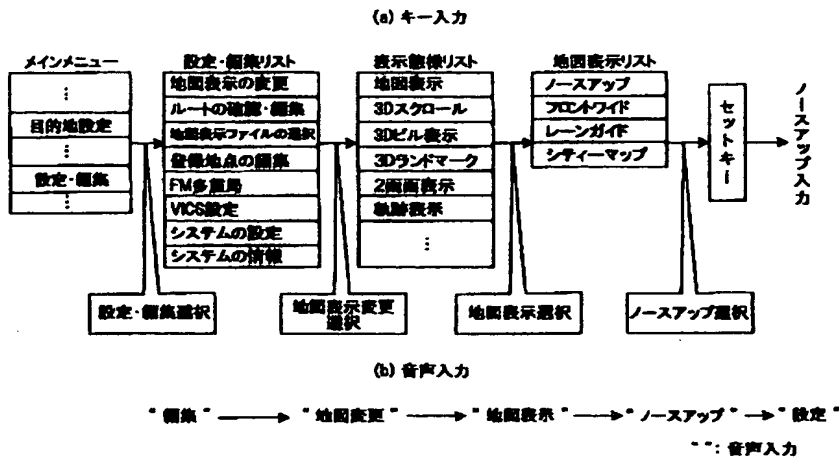 (a) キー入力
メインメニュー
⋮
目的地設定
⋮
設定・編集
⋮
設定・編集リスト
地図表示の変更
ルートの確認・編集
地図表示ファイルの選択
登録地点の編集
FM多重局
VICS設定
システムの設定
システムの情報
表示態様リスト
地図表示
3Dスクロール
3Dビル表示
3Dランドマーク
2画面表示
軌跡表示
⋮
地図表示リスト
ノースアップ
フロントワイド
レーンガイド
シティーマップ
セットキー
ノースアップ入力
設定・編集選択
地図表示変更
選択
地図表示選択
ノースアップ選択
(b) 音声入力
"編集" → "地図変更" → "地図表示" → "ノースアップ" → "設定"
" ": 音声入力